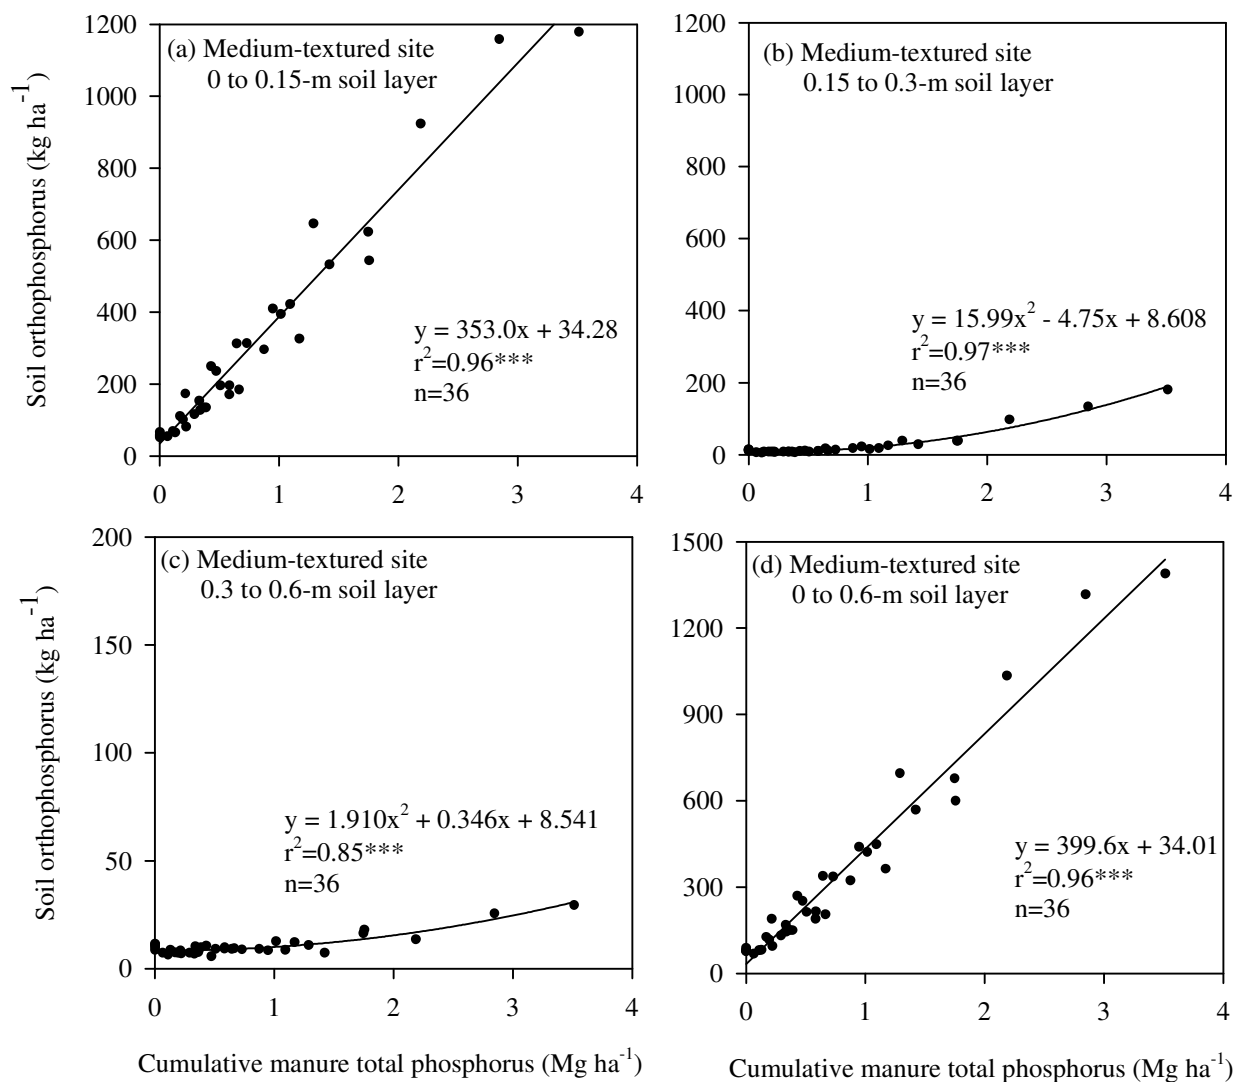 Soil orthophosphorus (kg ha-1)
1200
1000
800
600
400
200
0
(a) Medium-textured site
0 to 0.15-m soil layer
y = 353.0x + 34.28
r2=0.96***
n=36
0 1 2 3 4
1200
1000
800
600
400
200
0
(b) Medium-textured site
0.15 to 0.3-m soil layer
y = 15.99x2 - 4.75x + 8.608
r2=0.97***
n=36
0 1 2 3 4
Soil orthophosphorus (kg ha-1)
200
150
100
50
0
(c) Medium-textured site
0.3 to 0.6-m soil layer
y = 1.910x2 + 0.346x + 8.541
r2=0.85***
n=36
0 1 2 3 4
Cumulative manure total phosphorus (Mg ha-1)
1500
1200
900
600
300
0
(d) Medium-textured site
0 to 0.6-m soil layer
y = 399.6x + 34.01
r2=0.96***
n=36
0 1 2 3 4
Cumulative manure total phosphorus (Mg ha-1)